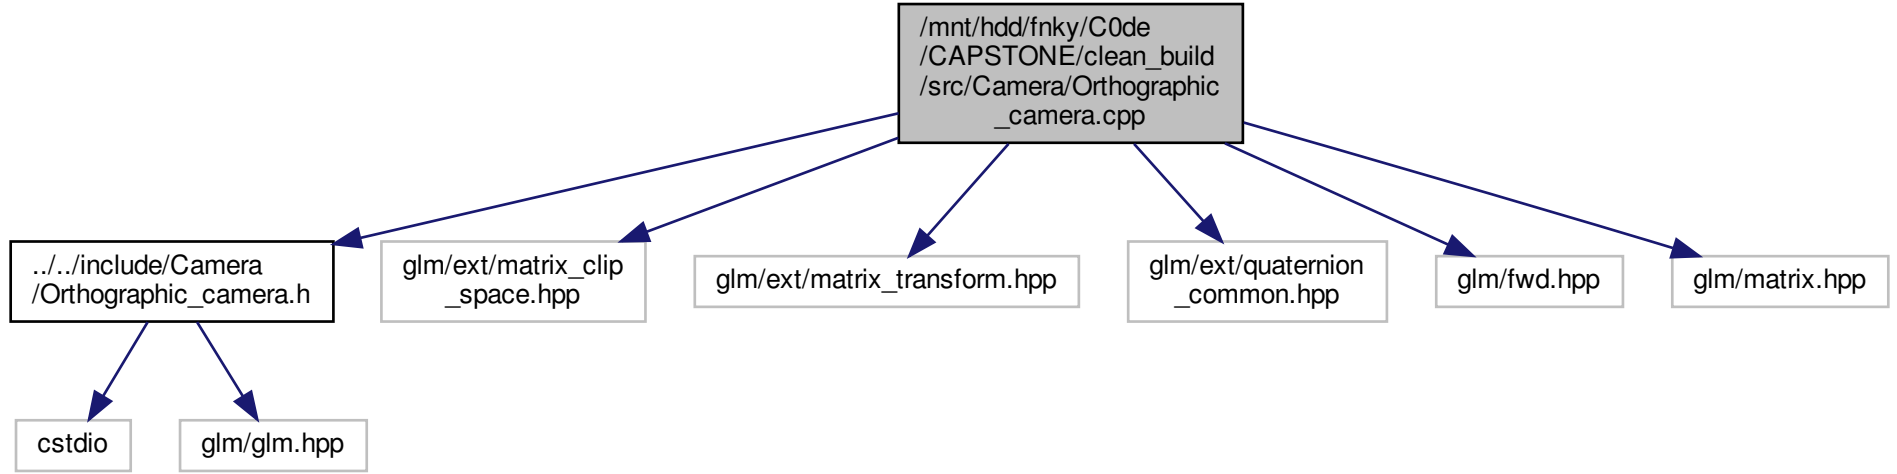 /mnt/hdd/fnky/C0de
/CAPSTONE/clean_build
/src/Camera/Orthographic
_camera.cpp
../../include/Camera
/Orthographic_camera.h
glm/ext/matrix_clip
_space.hpp
glm/ext/matrix_transform.hpp
glm/ext/quaternion
_common.hpp
glm/fwd.hpp
glm/matrix.hpp
cstdio
glm/glm.hpp